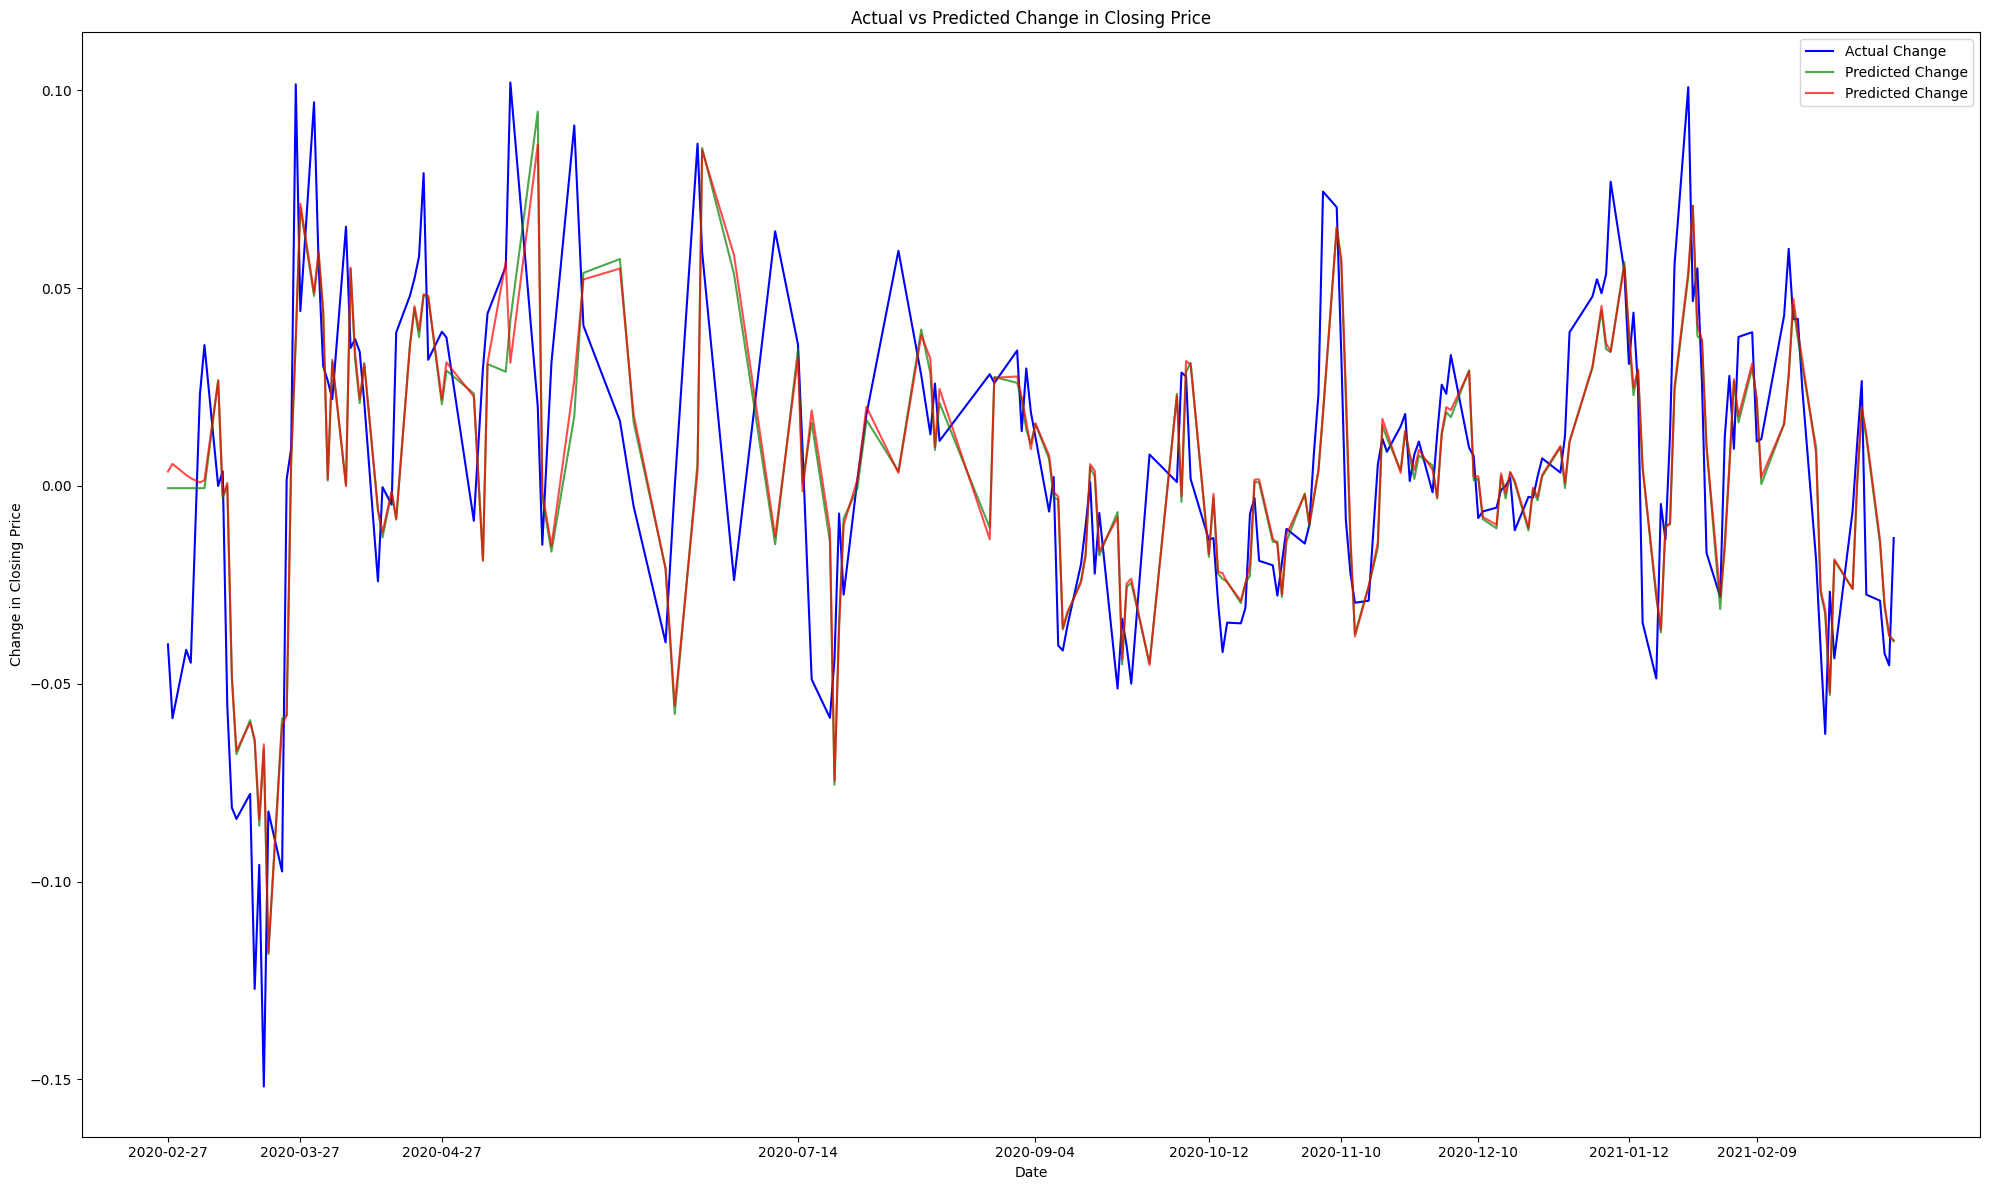 Actual vs Predicted Change in Closing Price
Actual Change
Predicted Change
Predicted Change
0.10
0.05
0.00
−0.05
−0.10
−0.15
Change in Closing Price
2020-02-27
2020-03-27
2020-04-27
2020-07-14
2020-09-04
2020-10-12
2020-11-10
2020-12-10
2021-01-12
2021-02-09
Date